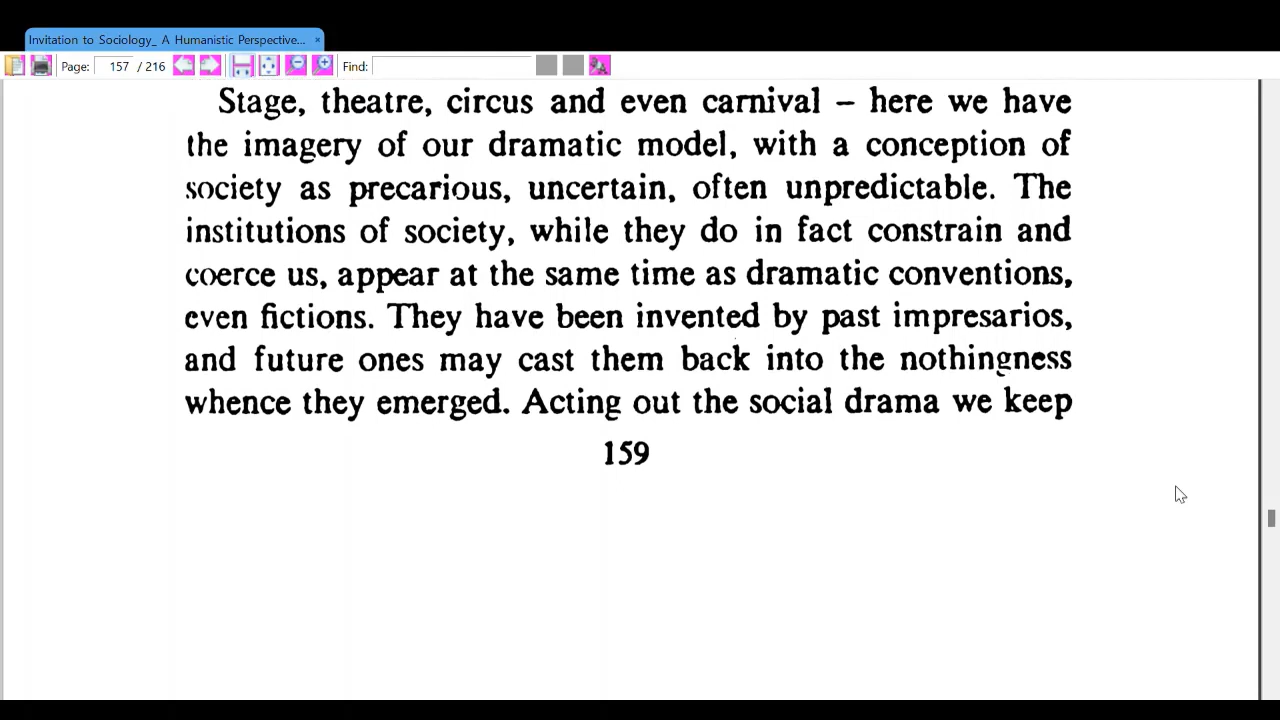 Invitation to Sociology_ A Humanistic Perspective... ×
Page: 157 / 216 Find:
Stage, theatre, circus and even carnival – here we have
the imagery of our dramatic model, with a conception of
society as precarious, uncertain, often unpredictable. The
institutions of society, while they do in fact constrain and
coerce us, appear at the same time as dramatic conventions,
even fictions. They have been invented by past impresarios,
and future ones may cast them back into the nothingness
whence they emerged. Acting out the social drama we keep
159